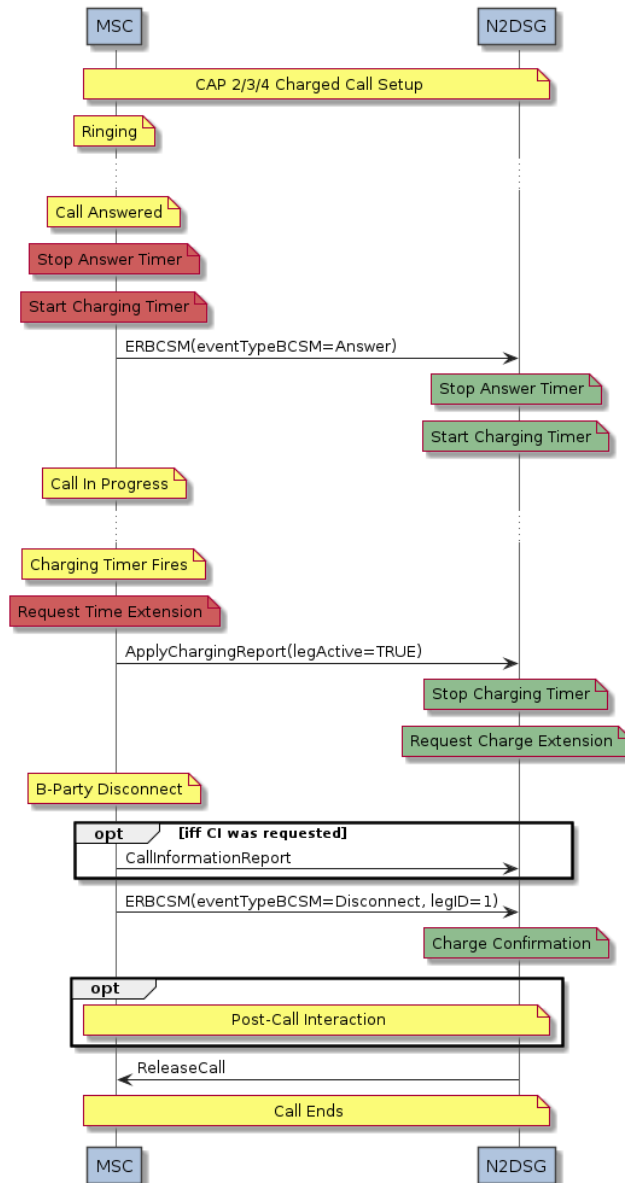 MSC N2DSG
CAP 2/3/4 Charged Call Setup
Ringing
Call Answered
Stop Answer Timer
Start Charging Timer
ERBCSM(eventTypeBCSM=Answer)
Stop Answer Timer
Start Charging Timer
Call In Progress
Charging Timer Fires
Request Time Extension
ApplyChargingReport(legActive=TRUE)
Stop Charging Timer
Request Charge Extension
B-Party Disconnect
opt [iff CI was requested]
CallInformationReport
ERBCSM(eventTypeBCSM=Disconnect, legID=1)
Charge Confirmation
opt
Post-Call Interaction
ReleaseCall
Call Ends
MSC N2DSG